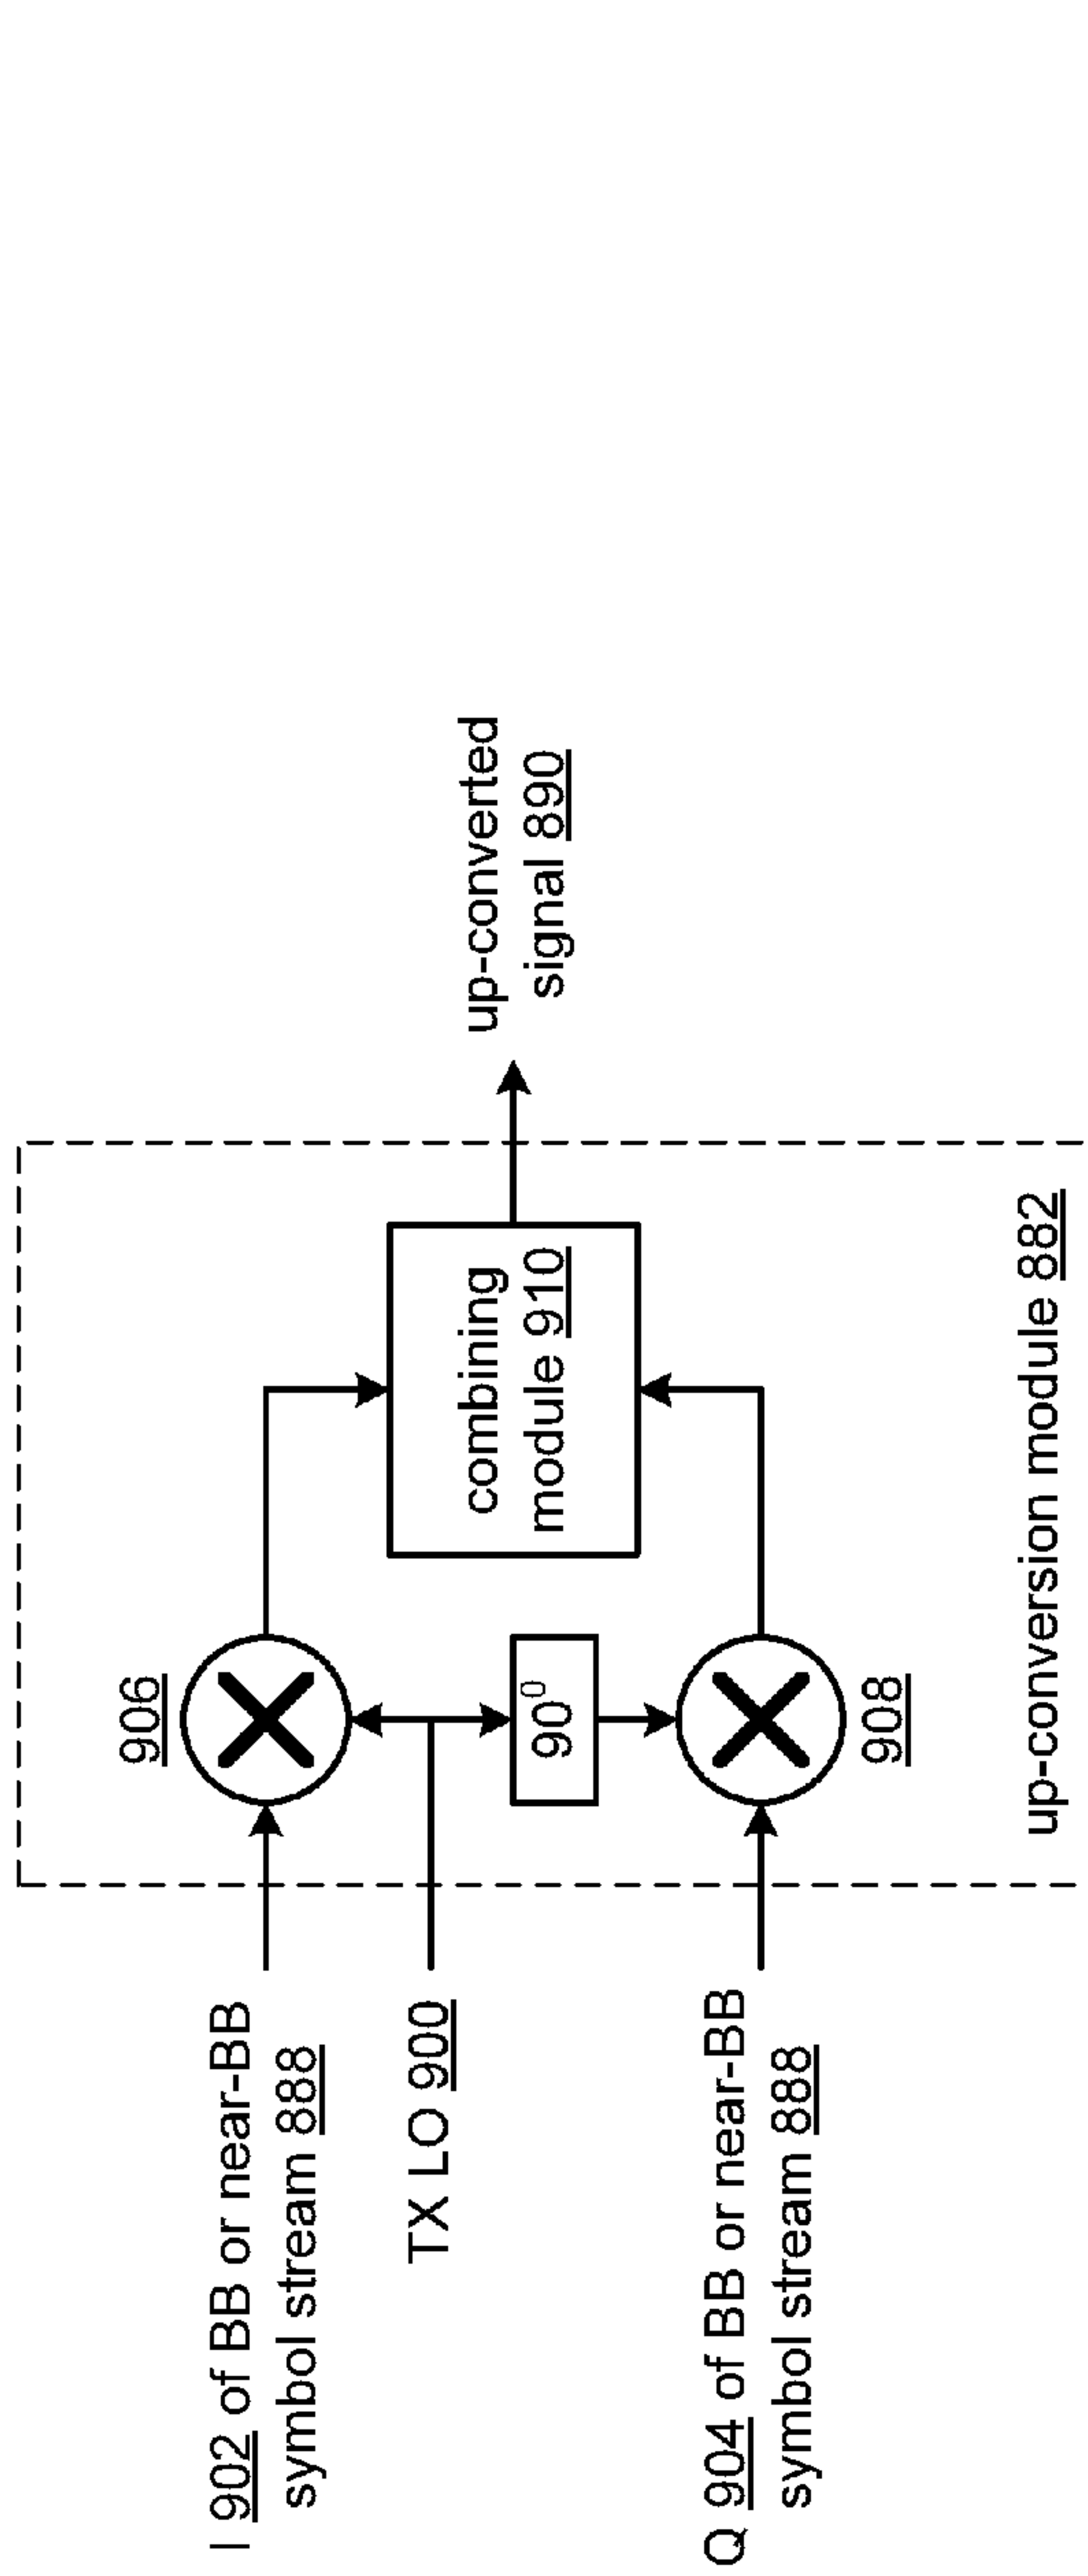 I 902 of BB or near-BB
symbol stream 888
TX LO 900
Q 904 of BB or near-BB
symbol stream 888
906
90⁰
908
combining
module 910
up-conversion module 882
up-converted
signal 890